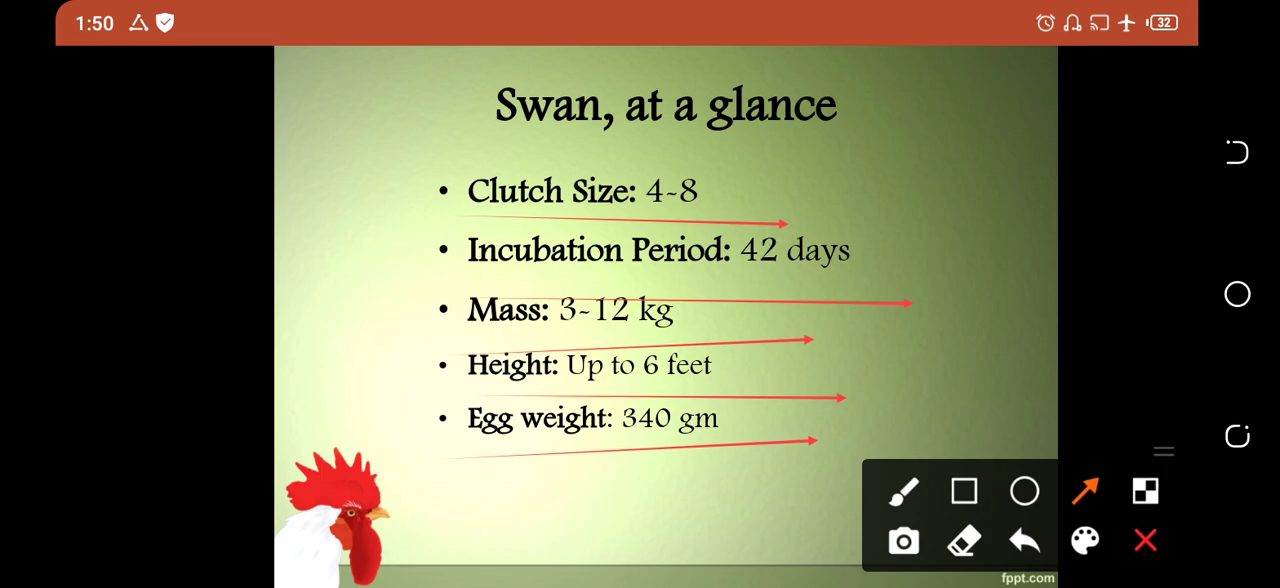 1:50
32
Swan, at a glance
• Clutch Size: 4-8
• Incubation Period: 42 days
• Mass: 3-12 kg
• Height: Up to 6 feet
• Egg weight: 340 gm
fppt.com